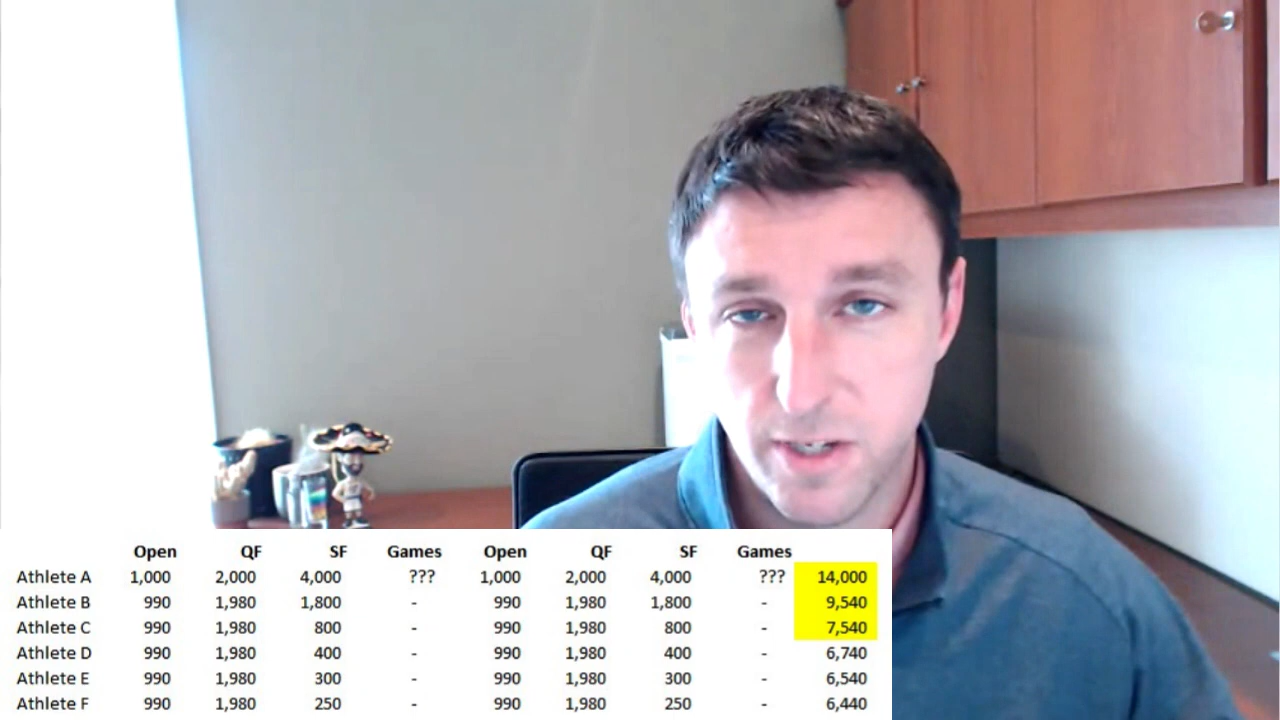 Open QF SF Games Open QF SF Games
Athlete A 1,000 2,000 4,000 ??? 1,000 2,000 4,000 ??? 14,000
Athlete B 990 1,980 1,800 - 990 1,980 1,800 - 9,540
Athlete C 990 1,980 800 - 990 1,980 800 - 7,540
Athlete D 990 1,980 400 - 990 1,980 400 - 6,740
Athlete E 990 1,980 300 - 990 1,980 300 - 6,540
Athlete F 990 1,980 250 - 990 1,980 250 - 6,440